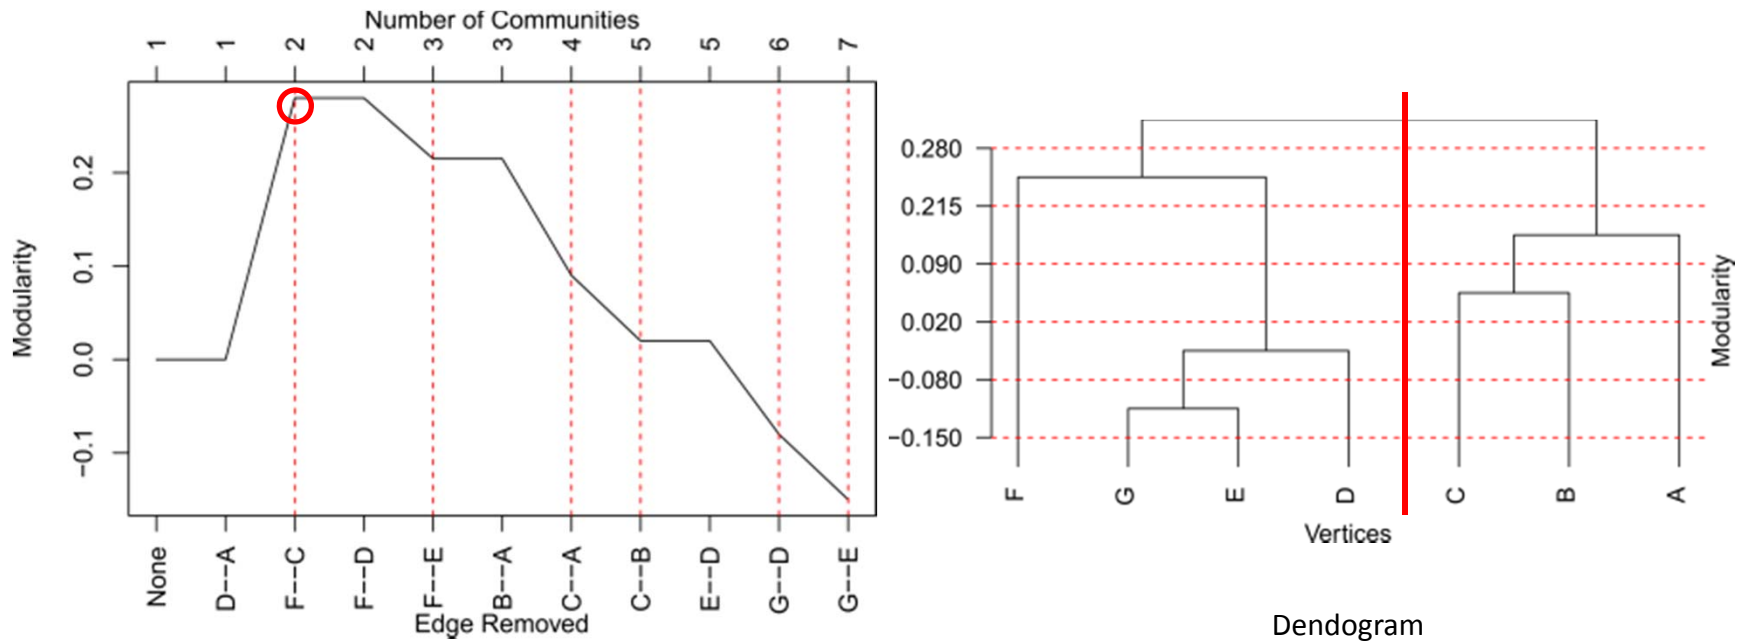 Number of Communities
1 1 2 2 3 3 4 5 5 6 7
Modularity
0.2
0.1
0.0
−0.1
None D--A F--C F--D F--E B--A C--A C--B E--D G--D G--E
Edge Removed
0.280
0.215
0.090
0.020
−0.080
−0.150
Modularity
F G E D C B A
Vertices
Dendogram